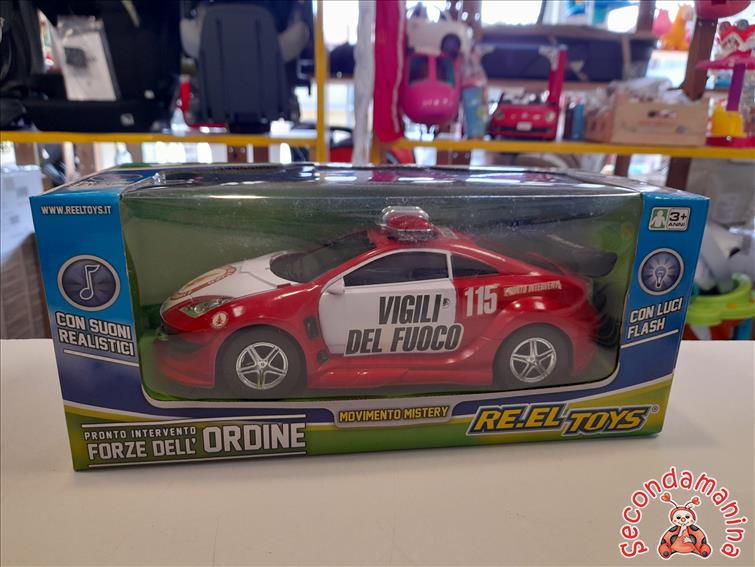 WWW.REELTOYS.IT
3+
ANNI
CON SUONI
REALISTICI
CON LUCI
FLASH
VIGILI
DEL FUOCO
115
PRONTO INTERVENTO
MOVIMENTO MISTERY
RE.EL TOYS®
PRONTO INTERVENTO
FORZE DELL' ORDINE
Secondamanina